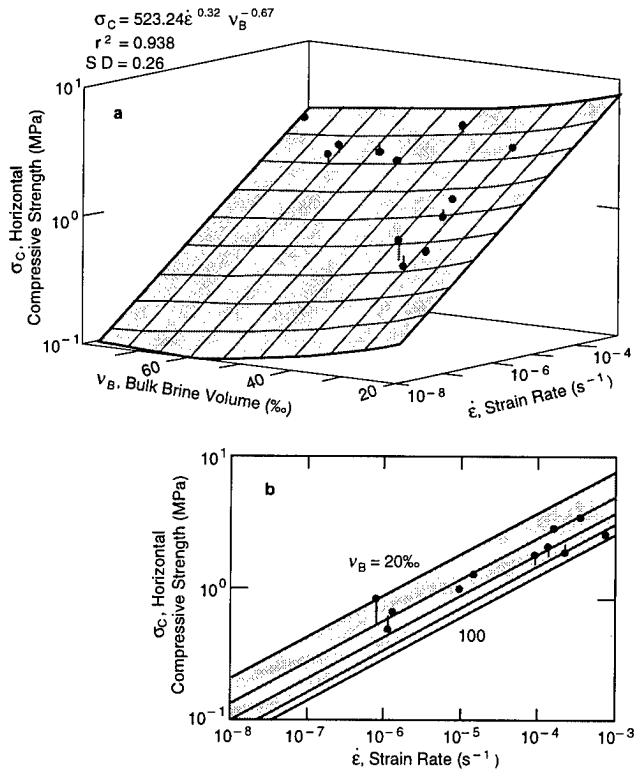 σC = 523.24ε̇^0.32 νB^−0.67
r² = 0.938
S D = 0.26
10^1
a
σC, Horizontal
Compressive Strength (MPa)
10^0
10^−1
60
40
20
νB, Bulk Brine Volume (‰)
10^−8
10^−6
10^−4
ε̇, Strain Rate (s^−1)
10^1
b
σC, Horizontal
Compressive Strength (MPa)
νB = 20‰
10^0
100
10^−1
10^−8 10^−7 10^−6 10^−5 10^−4 10^−3
ε̇, Strain Rate (s^−1)